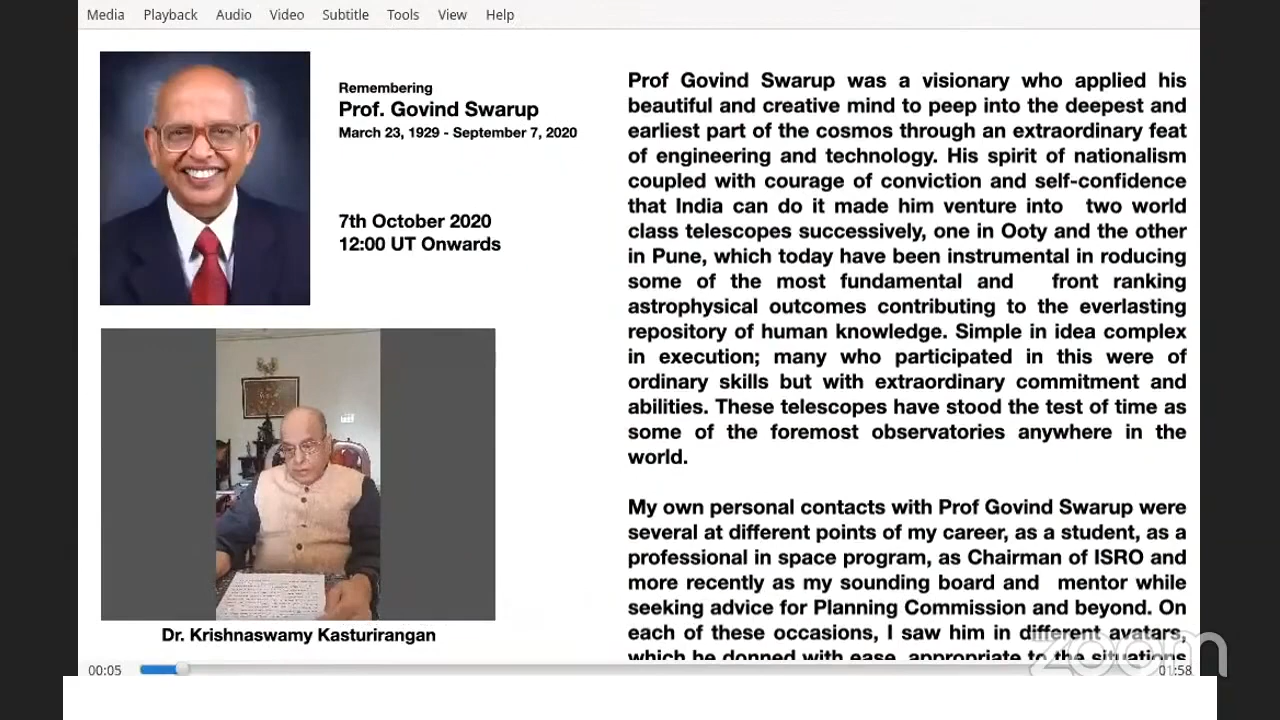 Media Playback Audio Video Subtitle Tools View Help
Remembering
Prof. Govind Swarup
March 23, 1929 - September 7, 2020
7th October 2020
12:00 UT Onwards
Dr. Krishnaswamy Kasturirangan
Prof Govind Swarup was a visionary who applied his
beautiful and creative mind to peep into the deepest and
earliest part of the cosmos through an extraordinary feat
of engineering and technology. His spirit of nationalism
coupled with courage of conviction and self-confidence
that India can do it made him venture into two world
class telescopes successively, one in Ooty and the other
in Pune, which today have been instrumental in roducing
some of the most fundamental and front ranking
astrophysical outcomes contributing to the everlasting
repository of human knowledge. Simple in idea complex
in execution; many who participated in this were of
ordinary skills but with extraordinary commitment and
abilities. These telescopes have stood the test of time as
some of the foremost observatories anywhere in the
world.
My own personal contacts with Prof Govind Swarup were
several at different points of my career, as a student, as a
professional in space program, as Chairman of ISRO and
more recently as my sounding board and mentor while
seeking advice for Planning Commission and beyond. On
each of these occasions, I saw him in different avatars,
which he donned with ease, appropriate to the situations
zoom
00:05
01:58